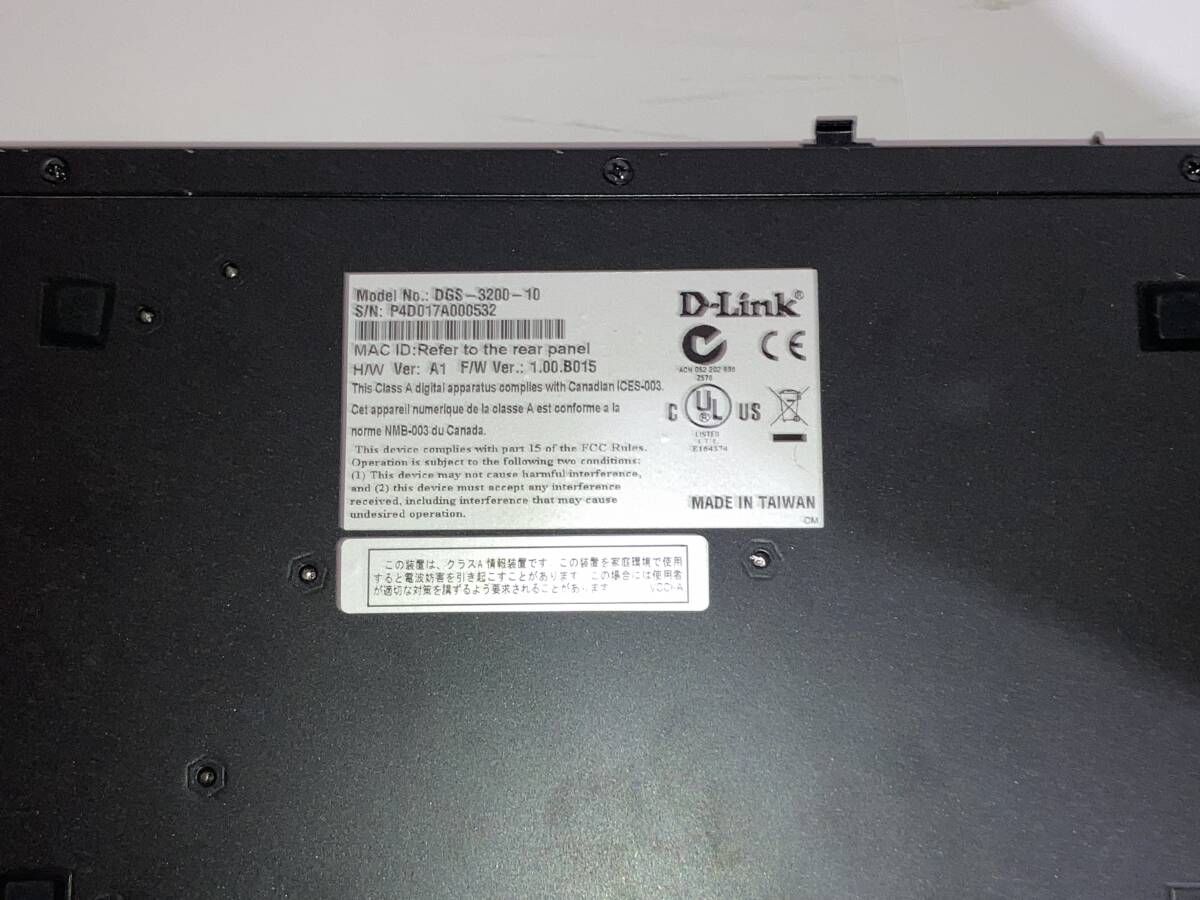 Model No.: DGS-3200-10
S/N: P4D017A000532
MAC ID:Refer to the rear panel
H/W Ver: A1 F/W Ver.: 1.00.B015
This Class A digital apparatus complies with Canadian ICES-003.
Cet appareil numerique de la classe A est conforme a la
norme NMB-003 du Canada.
This device complies with part 15 of the FCC Rules.
Operation is subject to the following two conditions:
(1) This device may not cause harmful interference,
and (2) this device must accept any interference
received, including interference that may cause
undesired operation.
D-Link®
CE
ACN 052 202 838
2576
C UL ® US
LISTED
I.T.E.
E164374
MADE IN TAIWAN
CM
この装置は、クラスA情報装置です。この装置を家庭環境で使用
すると電波妨害を引き起こすことがあります。この場合には使用者
が適切な対策を講ずるよう要求されることがあります。 VCCI-A